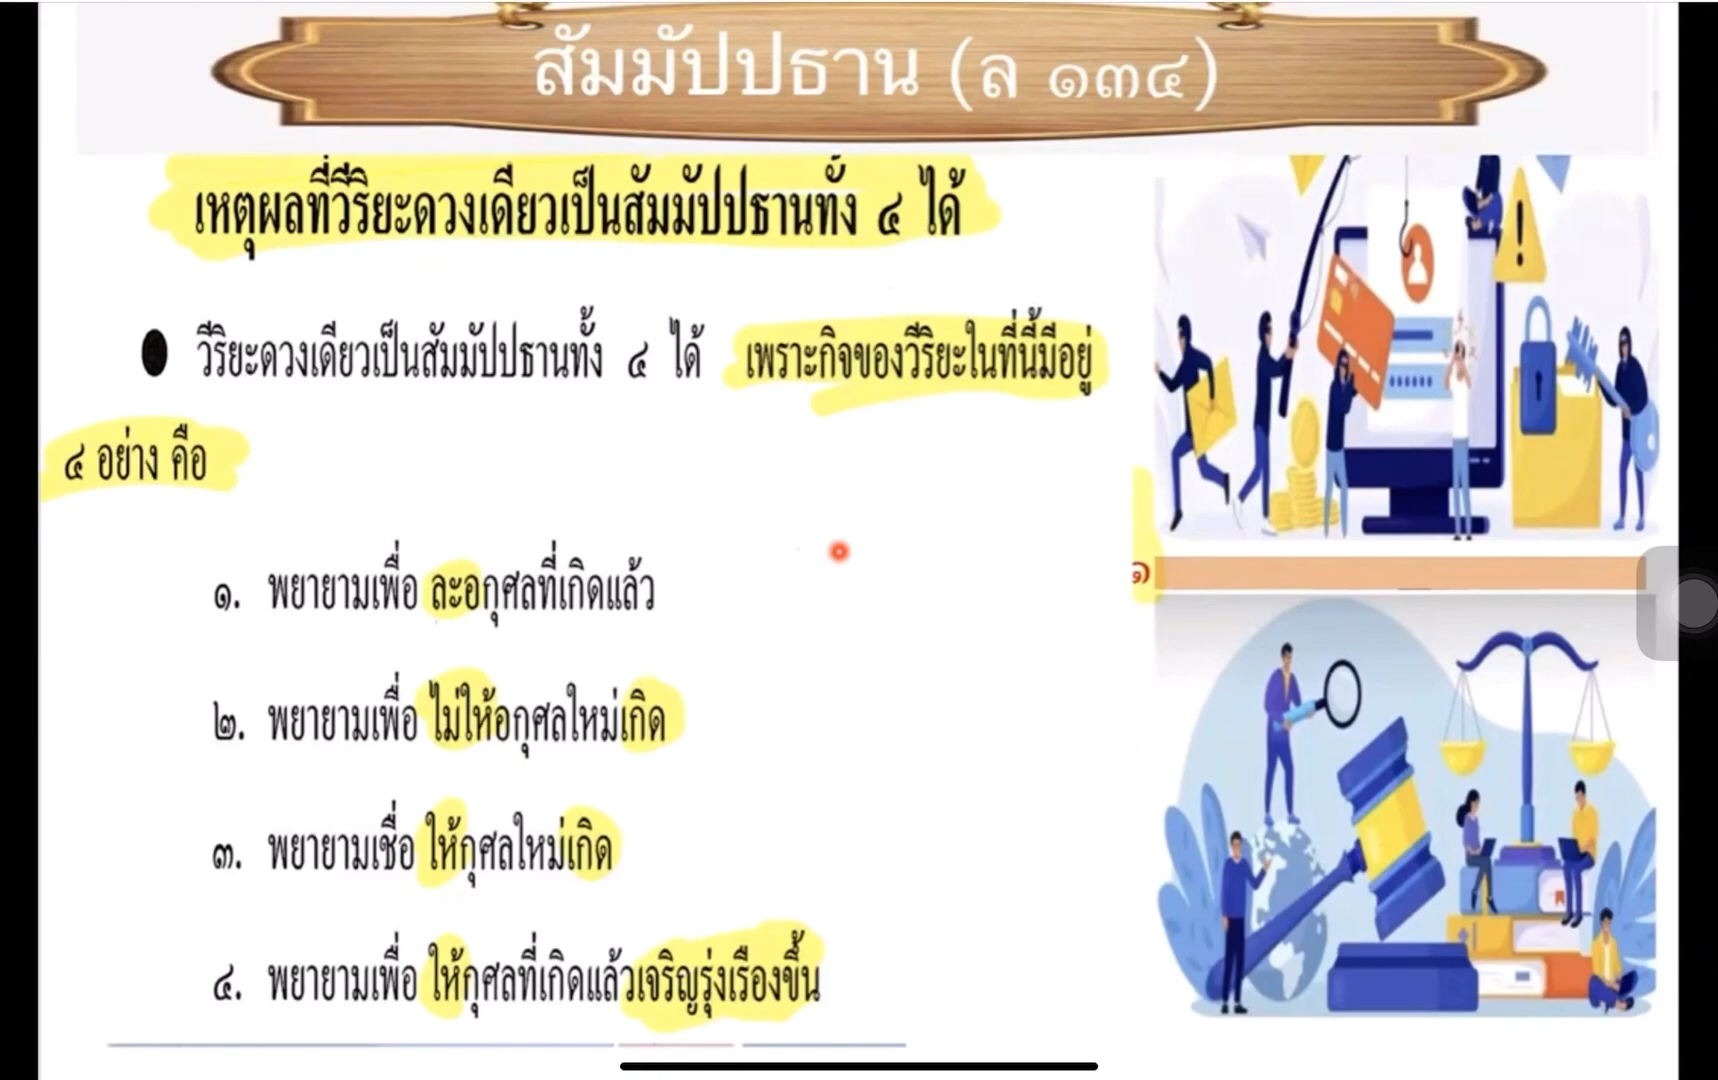 สัมมัปปธาน (ล ๑๓๔)
เหตุผลที่วีริยะดวงเดียวเป็นสัมมัปปธานทั้ง ๔ ได้
วีริยะดวงเดียวเป็นสัมมัปปธานทั้ง ๔ ได้ เพราะกิจของวีริยะในที่นี้มีอยู่
๔ อย่าง คือ
๑. พยายามเพื่อ ละอกุศลที่เกิดแล้ว
๒. พยายามเพื่อ ไม่ให้อกุศลใหม่เกิด
๓. พยายามเชื่อ ให้กุศลใหม่เกิด
๔. พยายามเพื่อ ให้กุศลที่เกิดแล้วเจริญรุ่งเรืองขึ้น
๑